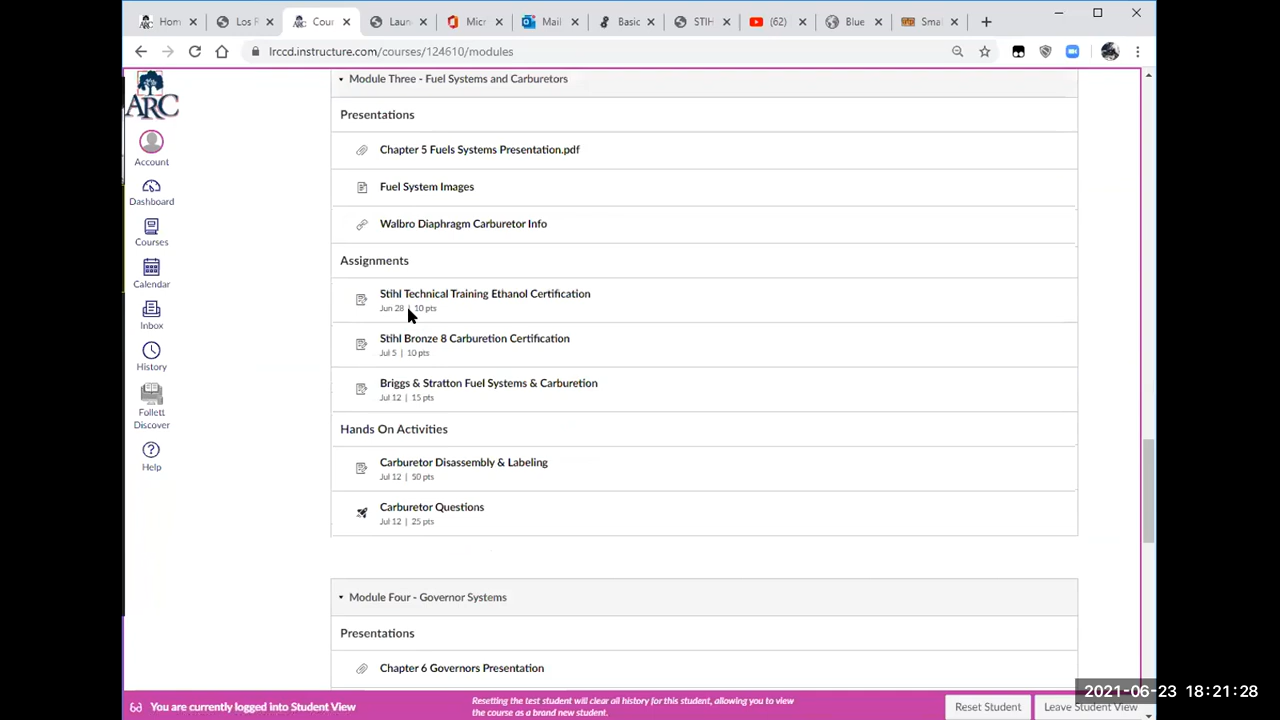 Hom
Los R
Cour
Laun
Micr
Mail
Basic
STIH
(62)
Blue
Smal
lrccd.instructure.com/courses/124610/modules
ARC
Account
Dashboard
Courses
Calendar
Inbox
History
Follett
Discover
Help
Module Three - Fuel Systems and Carburetors
Presentations
Chapter 5 Fuels Systems Presentation.pdf
Fuel System Images
Walbro Diaphragm Carburetor Info
Assignments
Stihl Technical Training Ethanol Certification
Jun 28 | 10 pts
Stihl Bronze 8 Carburetion Certification
Jul 5 | 10 pts
Briggs & Stratton Fuel Systems & Carburetion
Jul 12 | 15 pts
Hands On Activities
Carburetor Disassembly & Labeling
Jul 12 | 50 pts
Carburetor Questions
Jul 12 | 25 pts
Module Four - Governor Systems
Presentations
Chapter 6 Governors Presentation
You are currently logged into Student View
Resetting the test student will clear all history for this student, allowing you to view
the course as a brand new student.
Reset Student
Leave Student View
2021-06-23 18:21:28